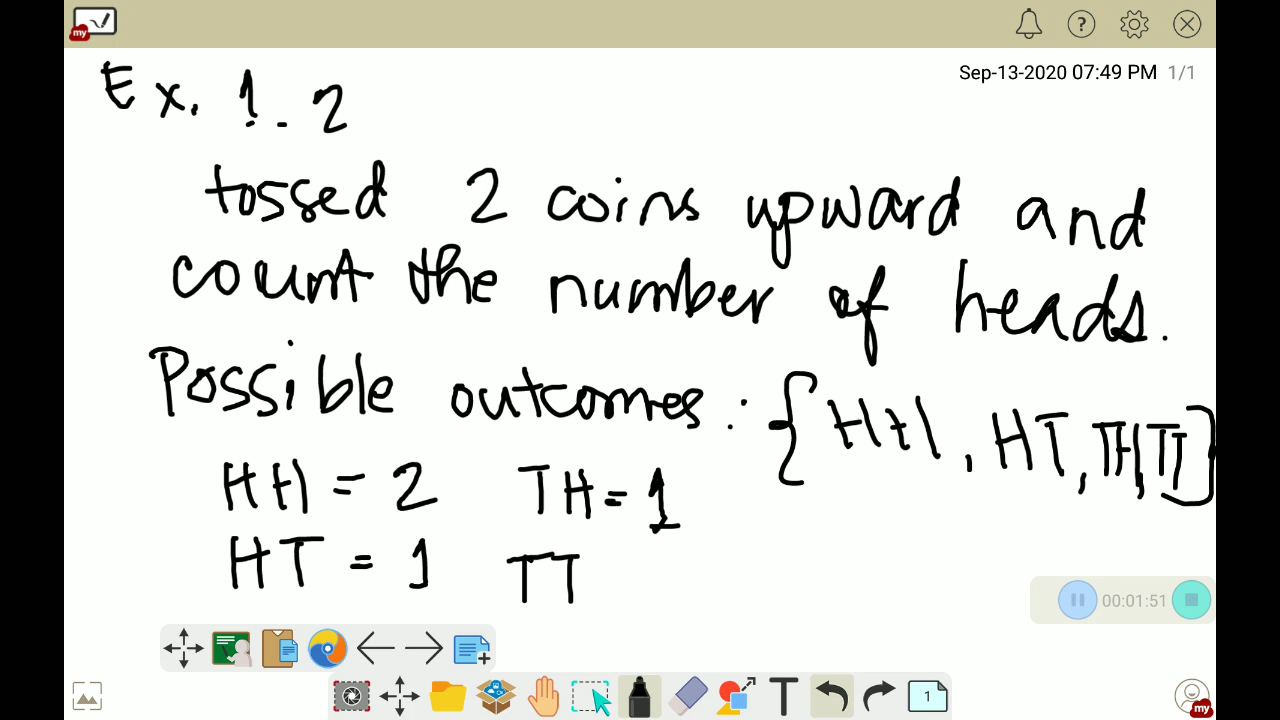 my
Sep-13-2020 07:49 PM 1/1
Ex. 1.-2
tossed 2 coins upward and
count the number of heads.
Possible outcomes : {HH, HT, TH, TT}
HH = 2 TH = 1
HT = 1 TT
00:01:51
1
my